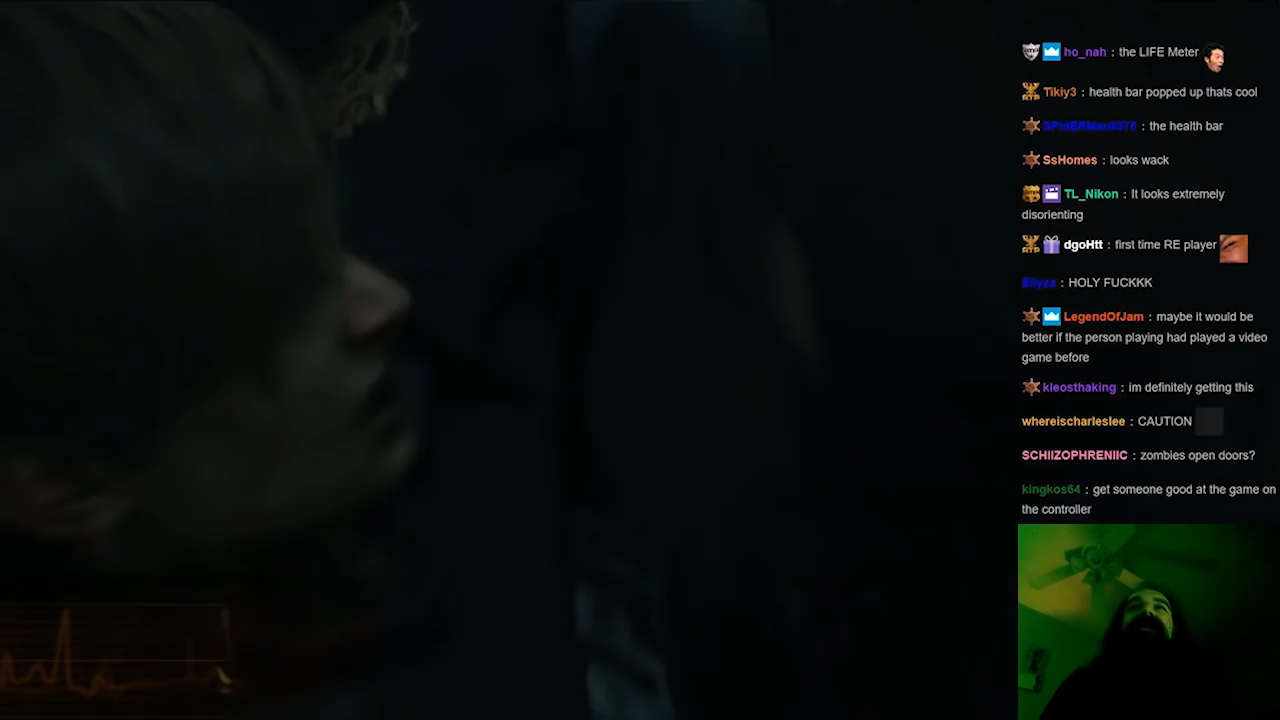 ho_nah : the LIFE Meter
Tikiy3 : health bar popped up thats cool
SPidERMan8576 : the health bar
SsHomes : looks wack
TL_Nikon : It looks extremely
disorienting
dgoHtt : first time RE player
: HOLY FUCKKK
LegendOfJam : maybe it would be
better if the person playing had played a video
game before
kleosthaking : im definitely getting this
whereischarleslee : CAUTION
SCHIIZOPHRENIIC : zombies open doors?
kingkos64 : get someone good at the game on
the controller